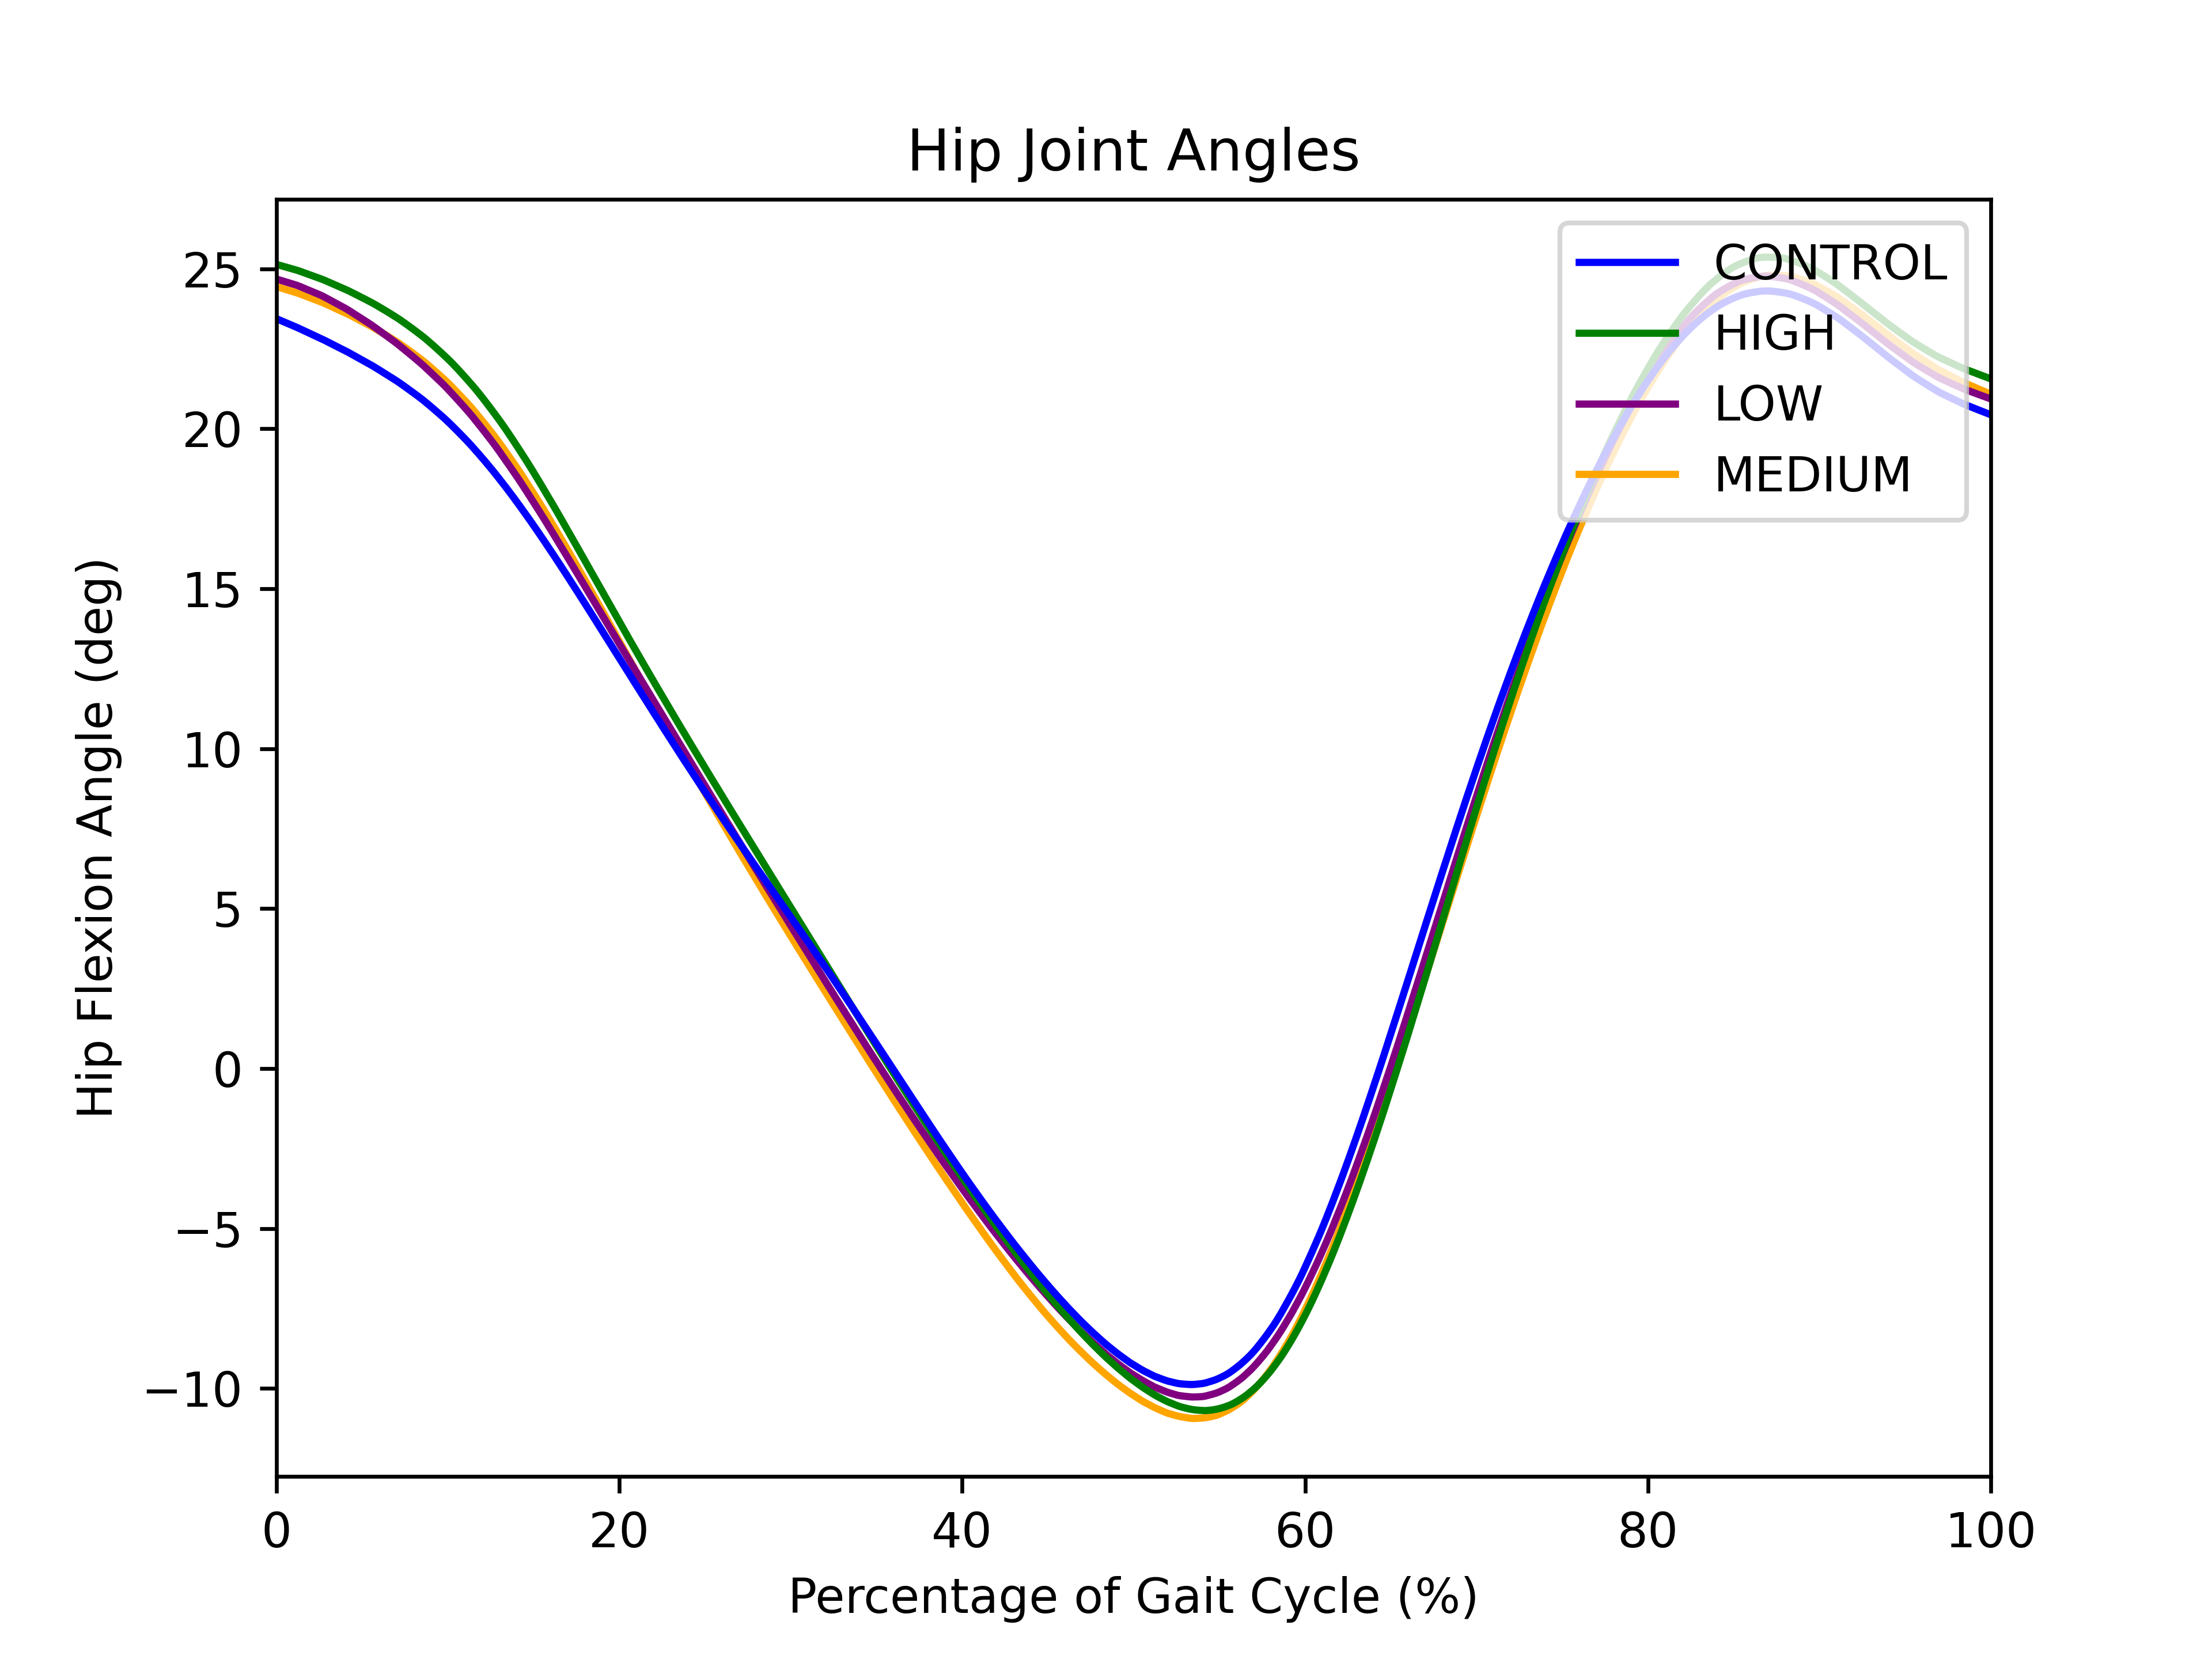 Hip Joint Angles
CONTROL
HIGH
LOW
MEDIUM
25
20
15
10
5
0
−5
−10
Hip Flexion Angle (deg)
0 20 40 60 80 100
Percentage of Gait Cycle (%)